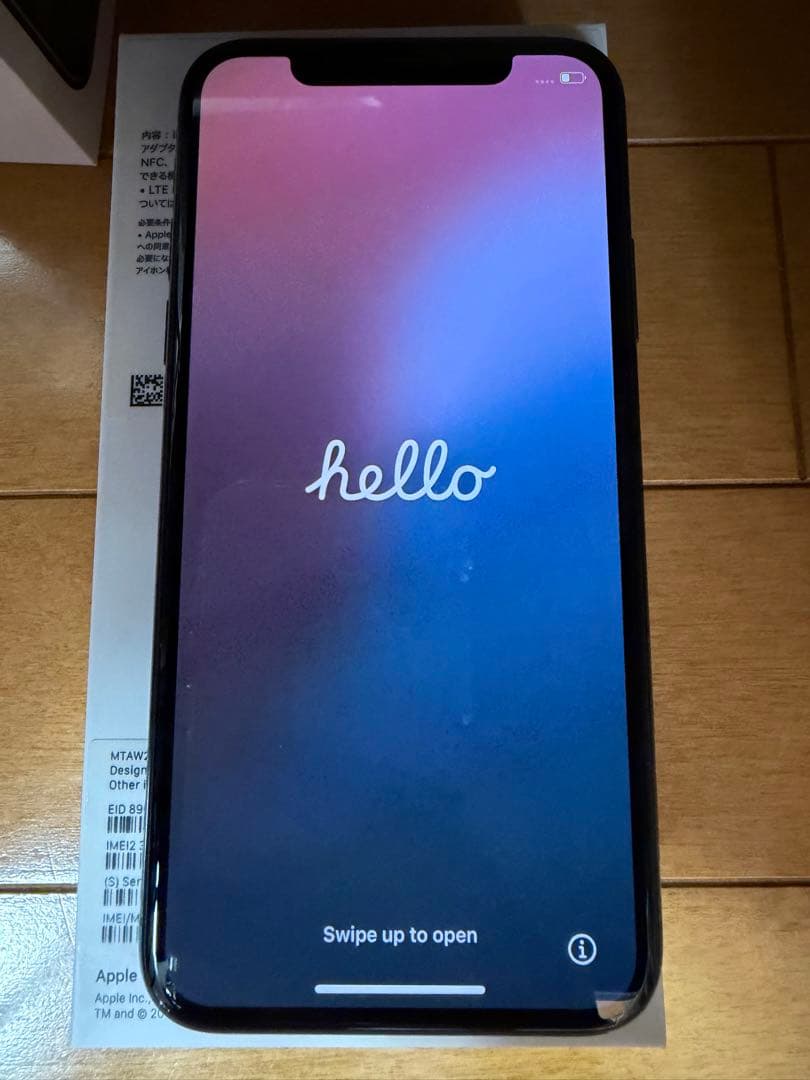 内容：
アダプタ
NFC、
できる
• LTE
ついては
必要条件
• Apple
への同意
必要にな
アイホン
hello
MTAW2
Design
Other i
EID 89
IMEI2 3
(S) Ser
IMEI/M
Swipe up to open
Apple
Apple Inc.,
TM and © 20